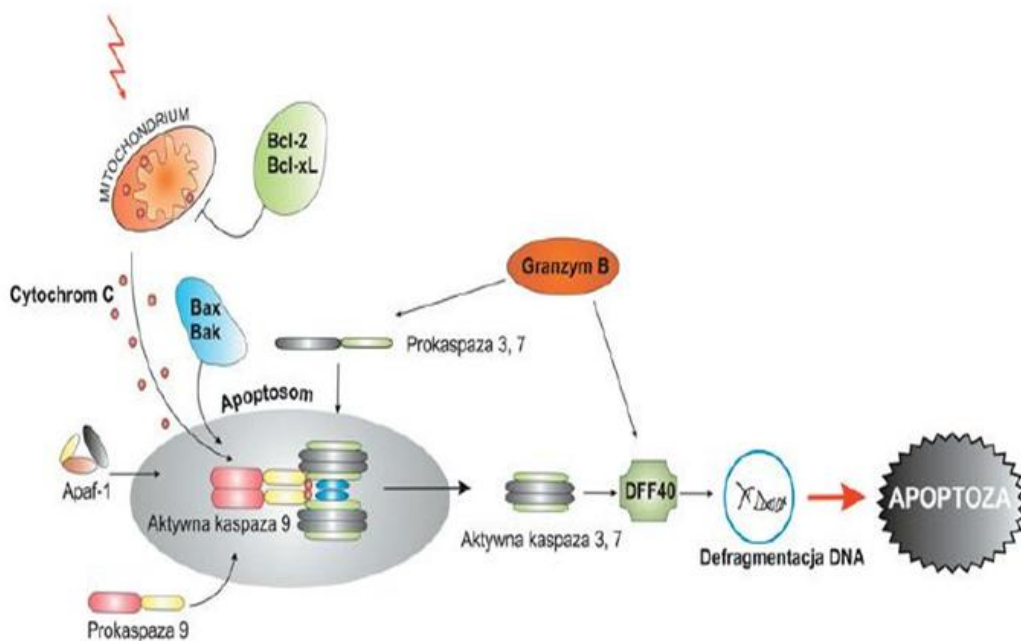 MITOCHONDRIUM
Bcl-2
Bcl-xL
Granzym B
Cytochrom C
Bax
Bak
Prokaspaza 3, 7
Apoptosom
Apaf-1
Aktywna kaspaza 9
Aktywna kaspaza 3, 7
DFF40
APOPTOZA
Defragmentacja DNA
Prokaspaza 9